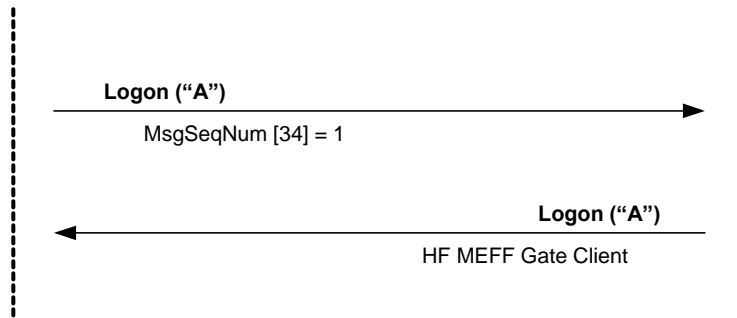 Logon (“A”)
MsgSeqNum [34] = 1
Logon (“A”)
HF MEFF Gate Client